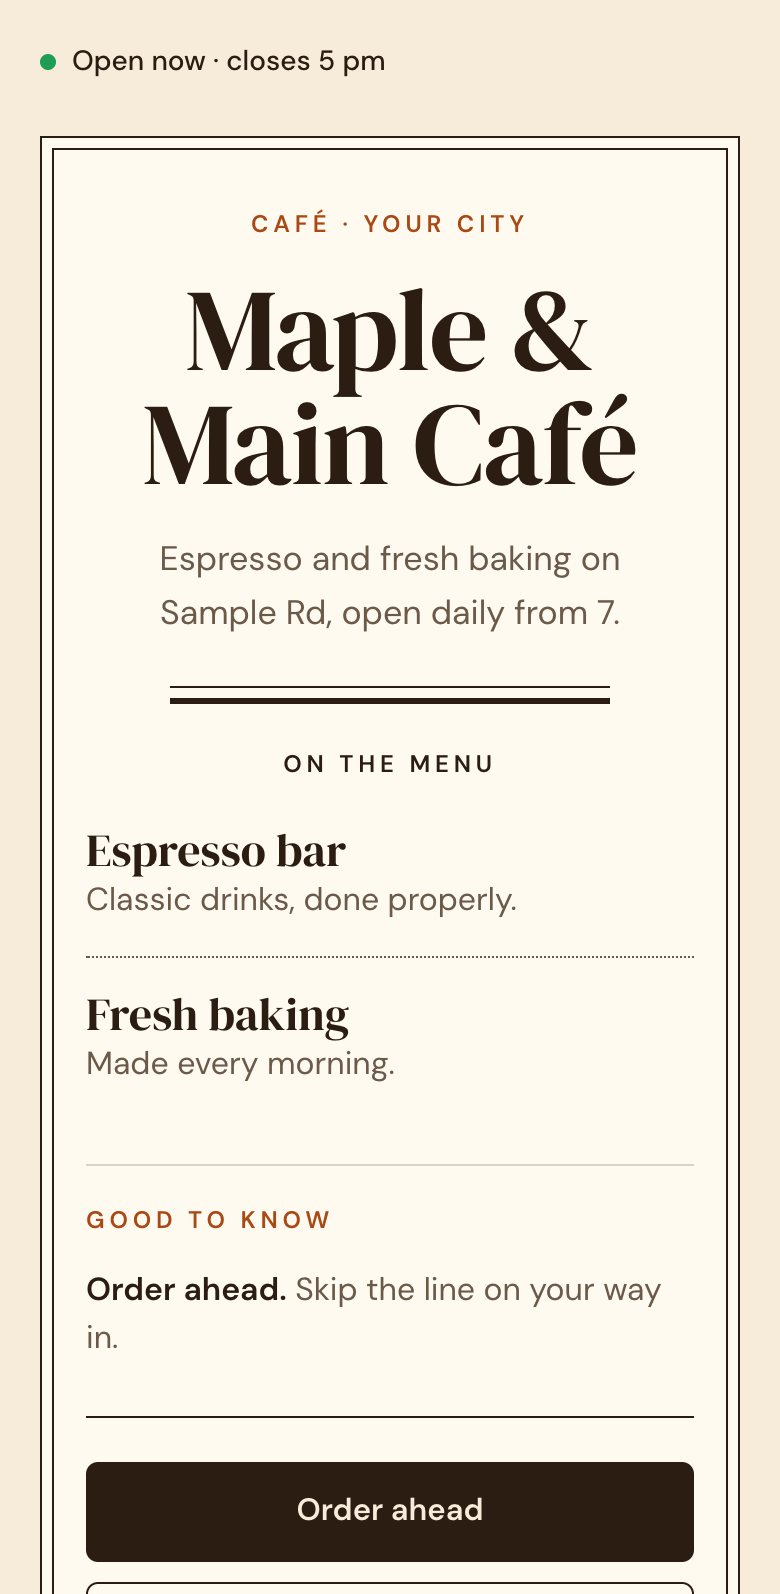 Open now · closes 5 pm
CAFÉ · YOUR CITY
Maple &
Main Café
Espresso and fresh baking on
Sample Rd, open daily from 7.
ON THE MENU
Espresso bar
Classic drinks, done properly.
Fresh baking
Made every morning.
GOOD TO KNOW
Order ahead. Skip the line on your way
in.
Order ahead